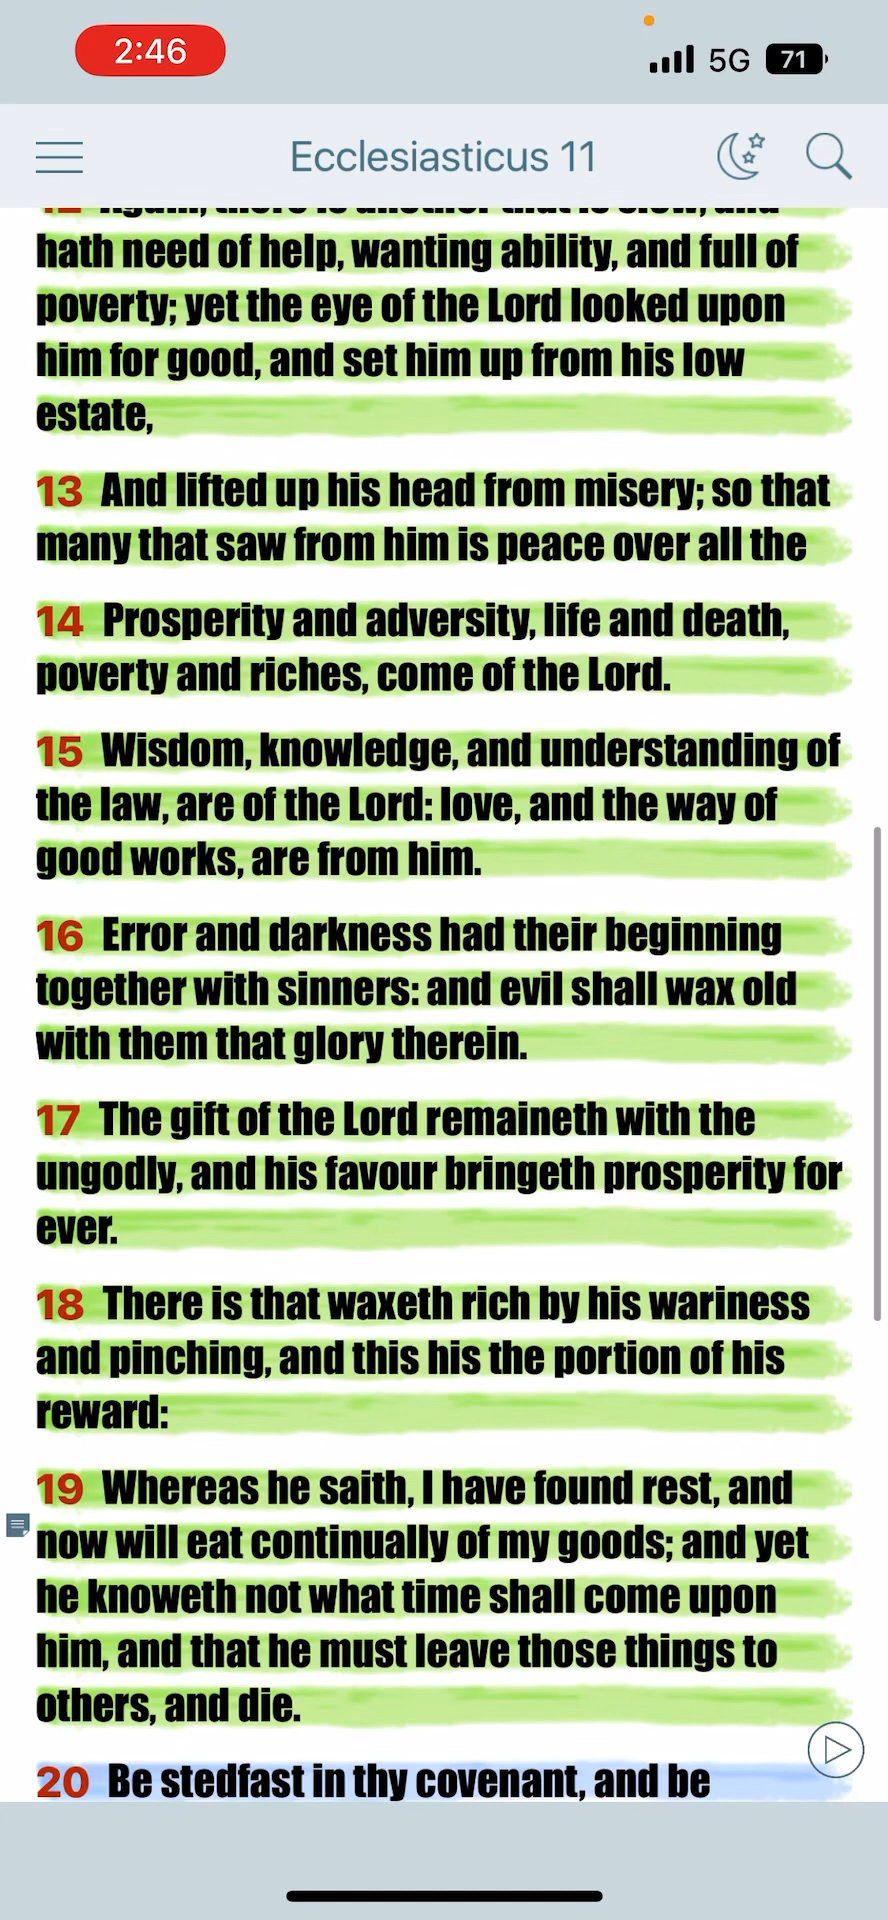 2:46
5G
71
Ecclesiasticus 11
12 Again, there is another that is slow, and
hath need of help, wanting ability, and full of
poverty; yet the eye of the Lord looked upon
him for good, and set him up from his low
estate,
13 And lifted up his head from misery; so that
many that saw from him is peace over all the
14 Prosperity and adversity, life and death,
poverty and riches, come of the Lord.
15 Wisdom, knowledge, and understanding of
the law, are of the Lord: love, and the way of
good works, are from him.
16 Error and darkness had their beginning
together with sinners: and evil shall wax old
with them that glory therein.
17 The gift of the Lord remaineth with the
ungodly, and his favour bringeth prosperity for
ever.
18 There is that waxeth rich by his wariness
and pinching, and this his the portion of his
reward:
19 Whereas he saith, I have found rest, and
now will eat continually of my goods; and yet
he knoweth not what time shall come upon
him, and that he must leave those things to
others, and die.
20 Be stedfast in thy covenant, and be